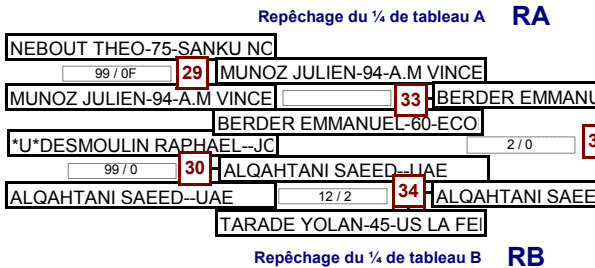 Repêchage du ¼ de tableau A RA
NEBOUT THEO-75-SANKU NC
99 / 0F 29 MUNOZ JULIEN-94-A.M VINCE
MUNOZ JULIEN-94-A.M VINCE 33 BERDER EMMANU
BERDER EMMANUEL-60-ECO
*U*DESMOULIN RAPHAEL--JC 2 / 0 3
99 / 0 30 ALQAHTANI SAEED--UAE
ALQAHTANI SAEED--UAE 12 / 2 34 ALQAHTANI SAEE
TARADE YOLAN-45-US LA FE
Repêchage du ¼ de tableau B RB